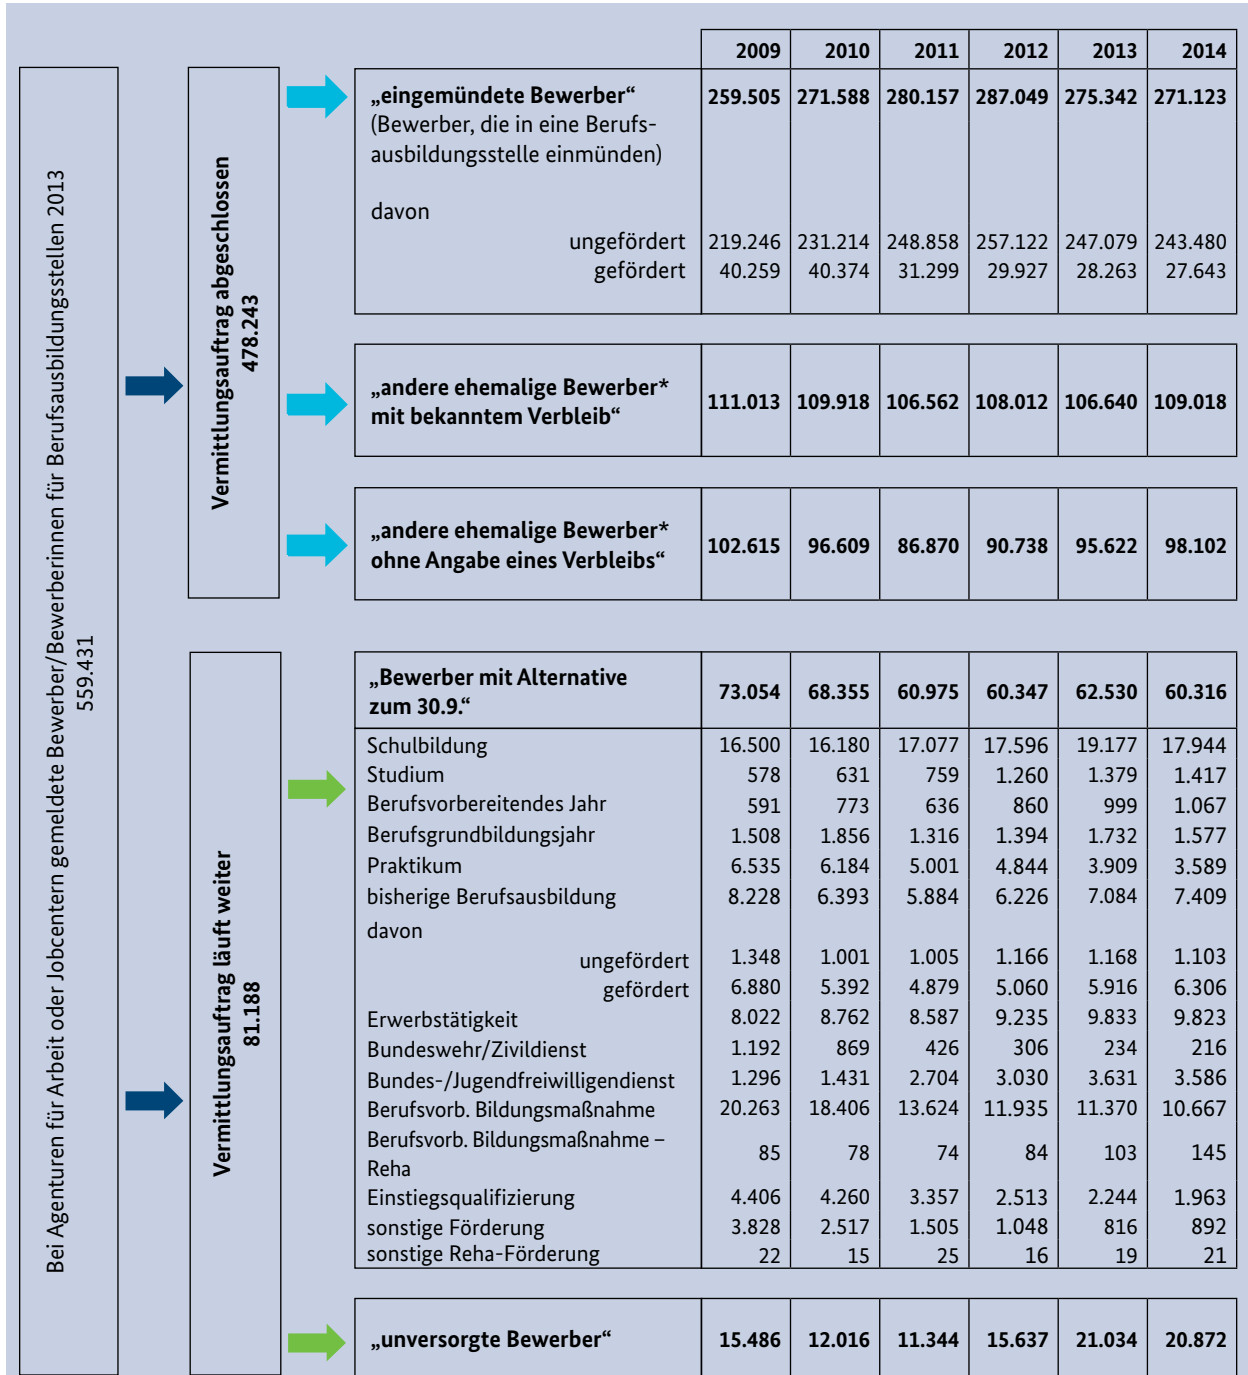 2009 2010 2011 2012 2013 2014
Bei Agenturen für Arbeit oder Jobcentern gemeldete Bewerber/Bewerberinnen für Berufsausbildungsstellen 2013
559.431
Vermittlungsauftrag abgeschlossen
478.243
„eingemündete Bewerber“ 259.505 271.588 280.157 287.049 275.342 271.123
(Bewerber, die in eine Berufs-
ausbildungsstelle einmünden)
davon
ungefördert 219.246 231.214 248.858 257.122 247.079 243.480
gefördert 40.259 40.374 31.299 29.927 28.263 27.643
„andere ehemalige Bewerber*
mit bekanntem Verbleib“ 111.013 109.918 106.562 108.012 106.640 109.018
„andere ehemalige Bewerber*
ohne Angabe eines Verbleibs“ 102.615 96.609 86.870 90.738 95.622 98.102
Vermittlungsauftrag läuft weiter
81.188
„Bewerber mit Alternative
zum 30.9.“ 73.054 68.355 60.975 60.347 62.530 60.316
Schulbildung 16.500 16.180 17.077 17.596 19.177 17.944
Studium 578 631 759 1.260 1.379 1.417
Berufsvorbereitendes Jahr 591 773 636 860 999 1.067
Berufsgrundbildungsjahr 1.508 1.856 1.316 1.394 1.732 1.577
Praktikum 6.535 6.184 5.001 4.844 3.909 3.589
bisherige Berufsausbildung 8.228 6.393 5.884 6.226 7.084 7.409
davon
ungefördert 1.348 1.001 1.005 1.166 1.168 1.103
gefördert 6.880 5.392 4.879 5.060 5.916 6.306
Erwerbstätigkeit 8.022 8.762 8.587 9.235 9.833 9.823
Bundeswehr/Zivildienst 1.192 869 426 306 234 216
Bundes-/Jugendfreiwilligendienst 1.296 1.431 2.704 3.030 3.631 3.586
Berufsvorb. Bildungsmaßnahme 20.263 18.406 13.624 11.935 11.370 10.667
Berufsvorb. Bildungsmaßnahme –
Reha 85 78 74 84 103 145
Einstiegsqualifizierung 4.406 4.260 3.357 2.513 2.244 1.963
sonstige Förderung 3.828 2.517 1.505 1.048 816 892
sonstige Reha-Förderung 22 15 25 16 19 21
„unversorgte Bewerber“ 15.486 12.016 11.344 15.637 21.034 20.872